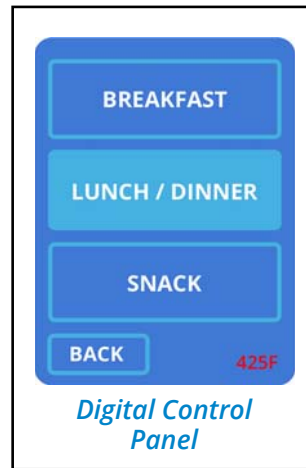 BREAKFAST
LUNCH / DINNER
SNACK
BACK
425F
Digital Control
Panel